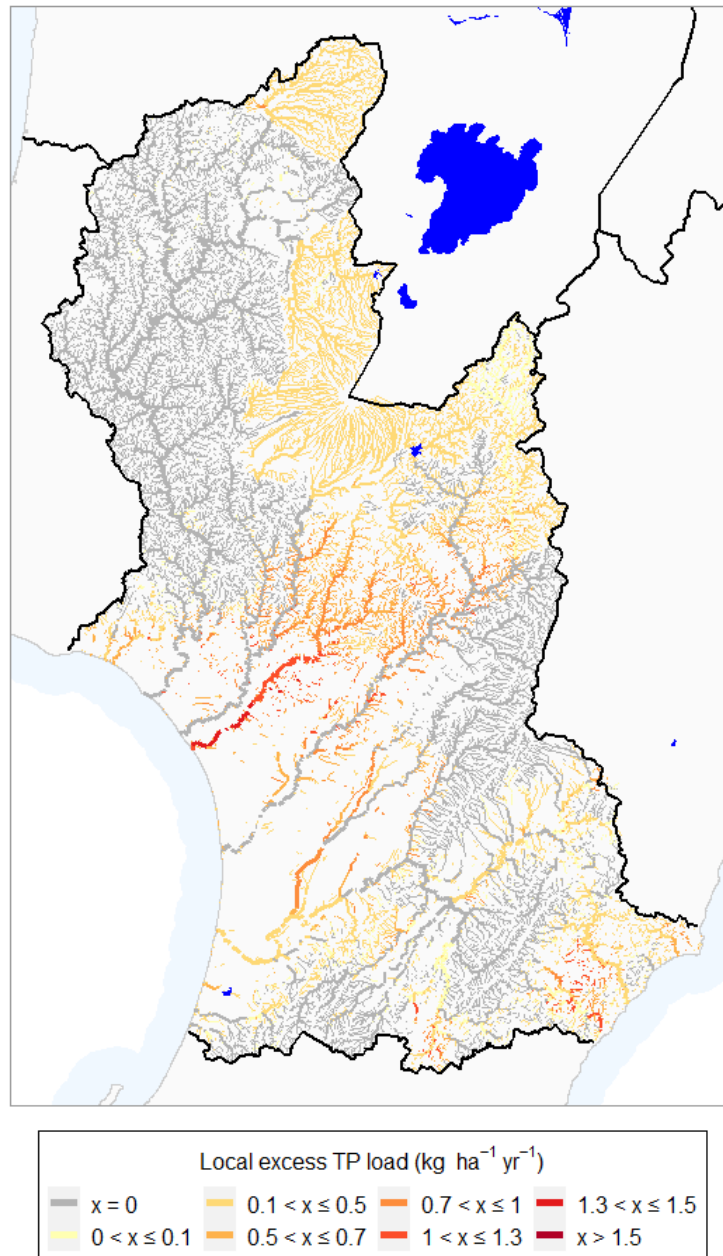 Local excess TP load (kg ha⁻¹ yr⁻¹)
x = 0 0.1 < x ≤ 0.5 0.7 < x ≤ 1 1.3 < x ≤ 1.5
0 < x ≤ 0.1 0.5 < x ≤ 0.7 1 < x ≤ 1.3 x > 1.5